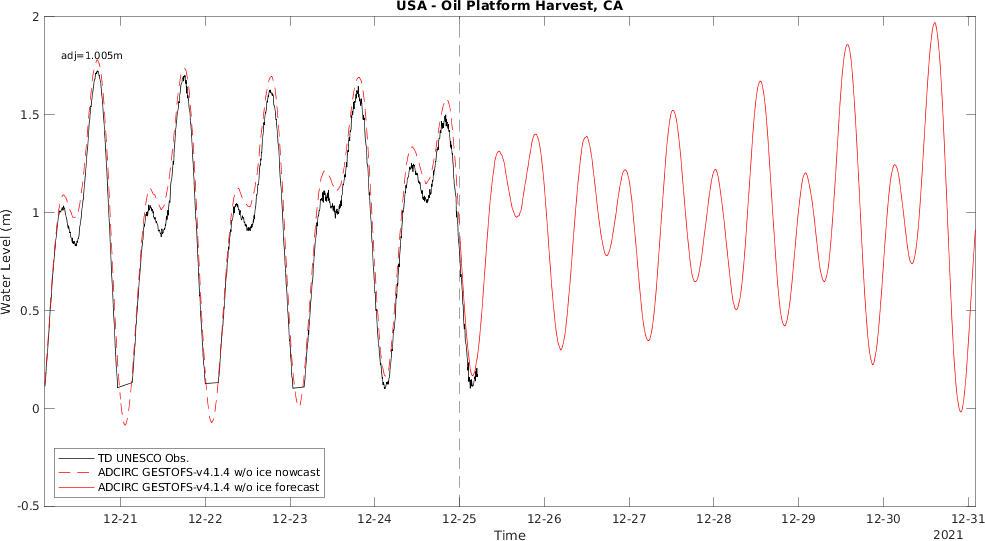 USA - Oil Platform Harvest, CA
2
adj=1.005m
1.5
1
0.5
0
-0.5
Water Level (m)
TD UNESCO Obs.
ADCIRC GESTOFS-v4.1.4 w/o ice nowcast
ADCIRC GESTOFS-v4.1.4 w/o ice forecast
12-21 12-22 12-23 12-24 12-25 12-26 12-27 12-28 12-29 12-30 12-31
Time
2021